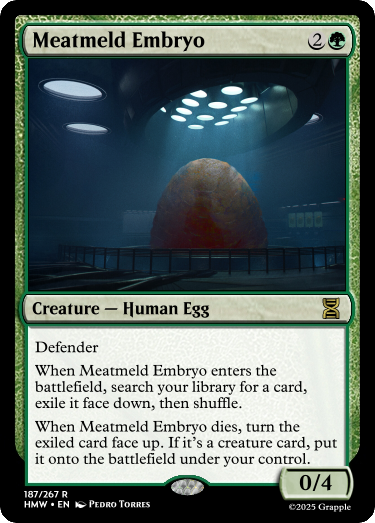 Meatmeld Embryo 2
Creature — Human Egg
Defender
When Meatmeld Embryo enters the
battlefield, search your library for a card,
exile it face down, then shuffle.
When Meatmeld Embryo dies, turn the
exiled card face up. If it's a creature card, put
it onto the battlefield under your control.
0/4
187/267 R
HMW • EN Pedro Torres
©2025 Grapple